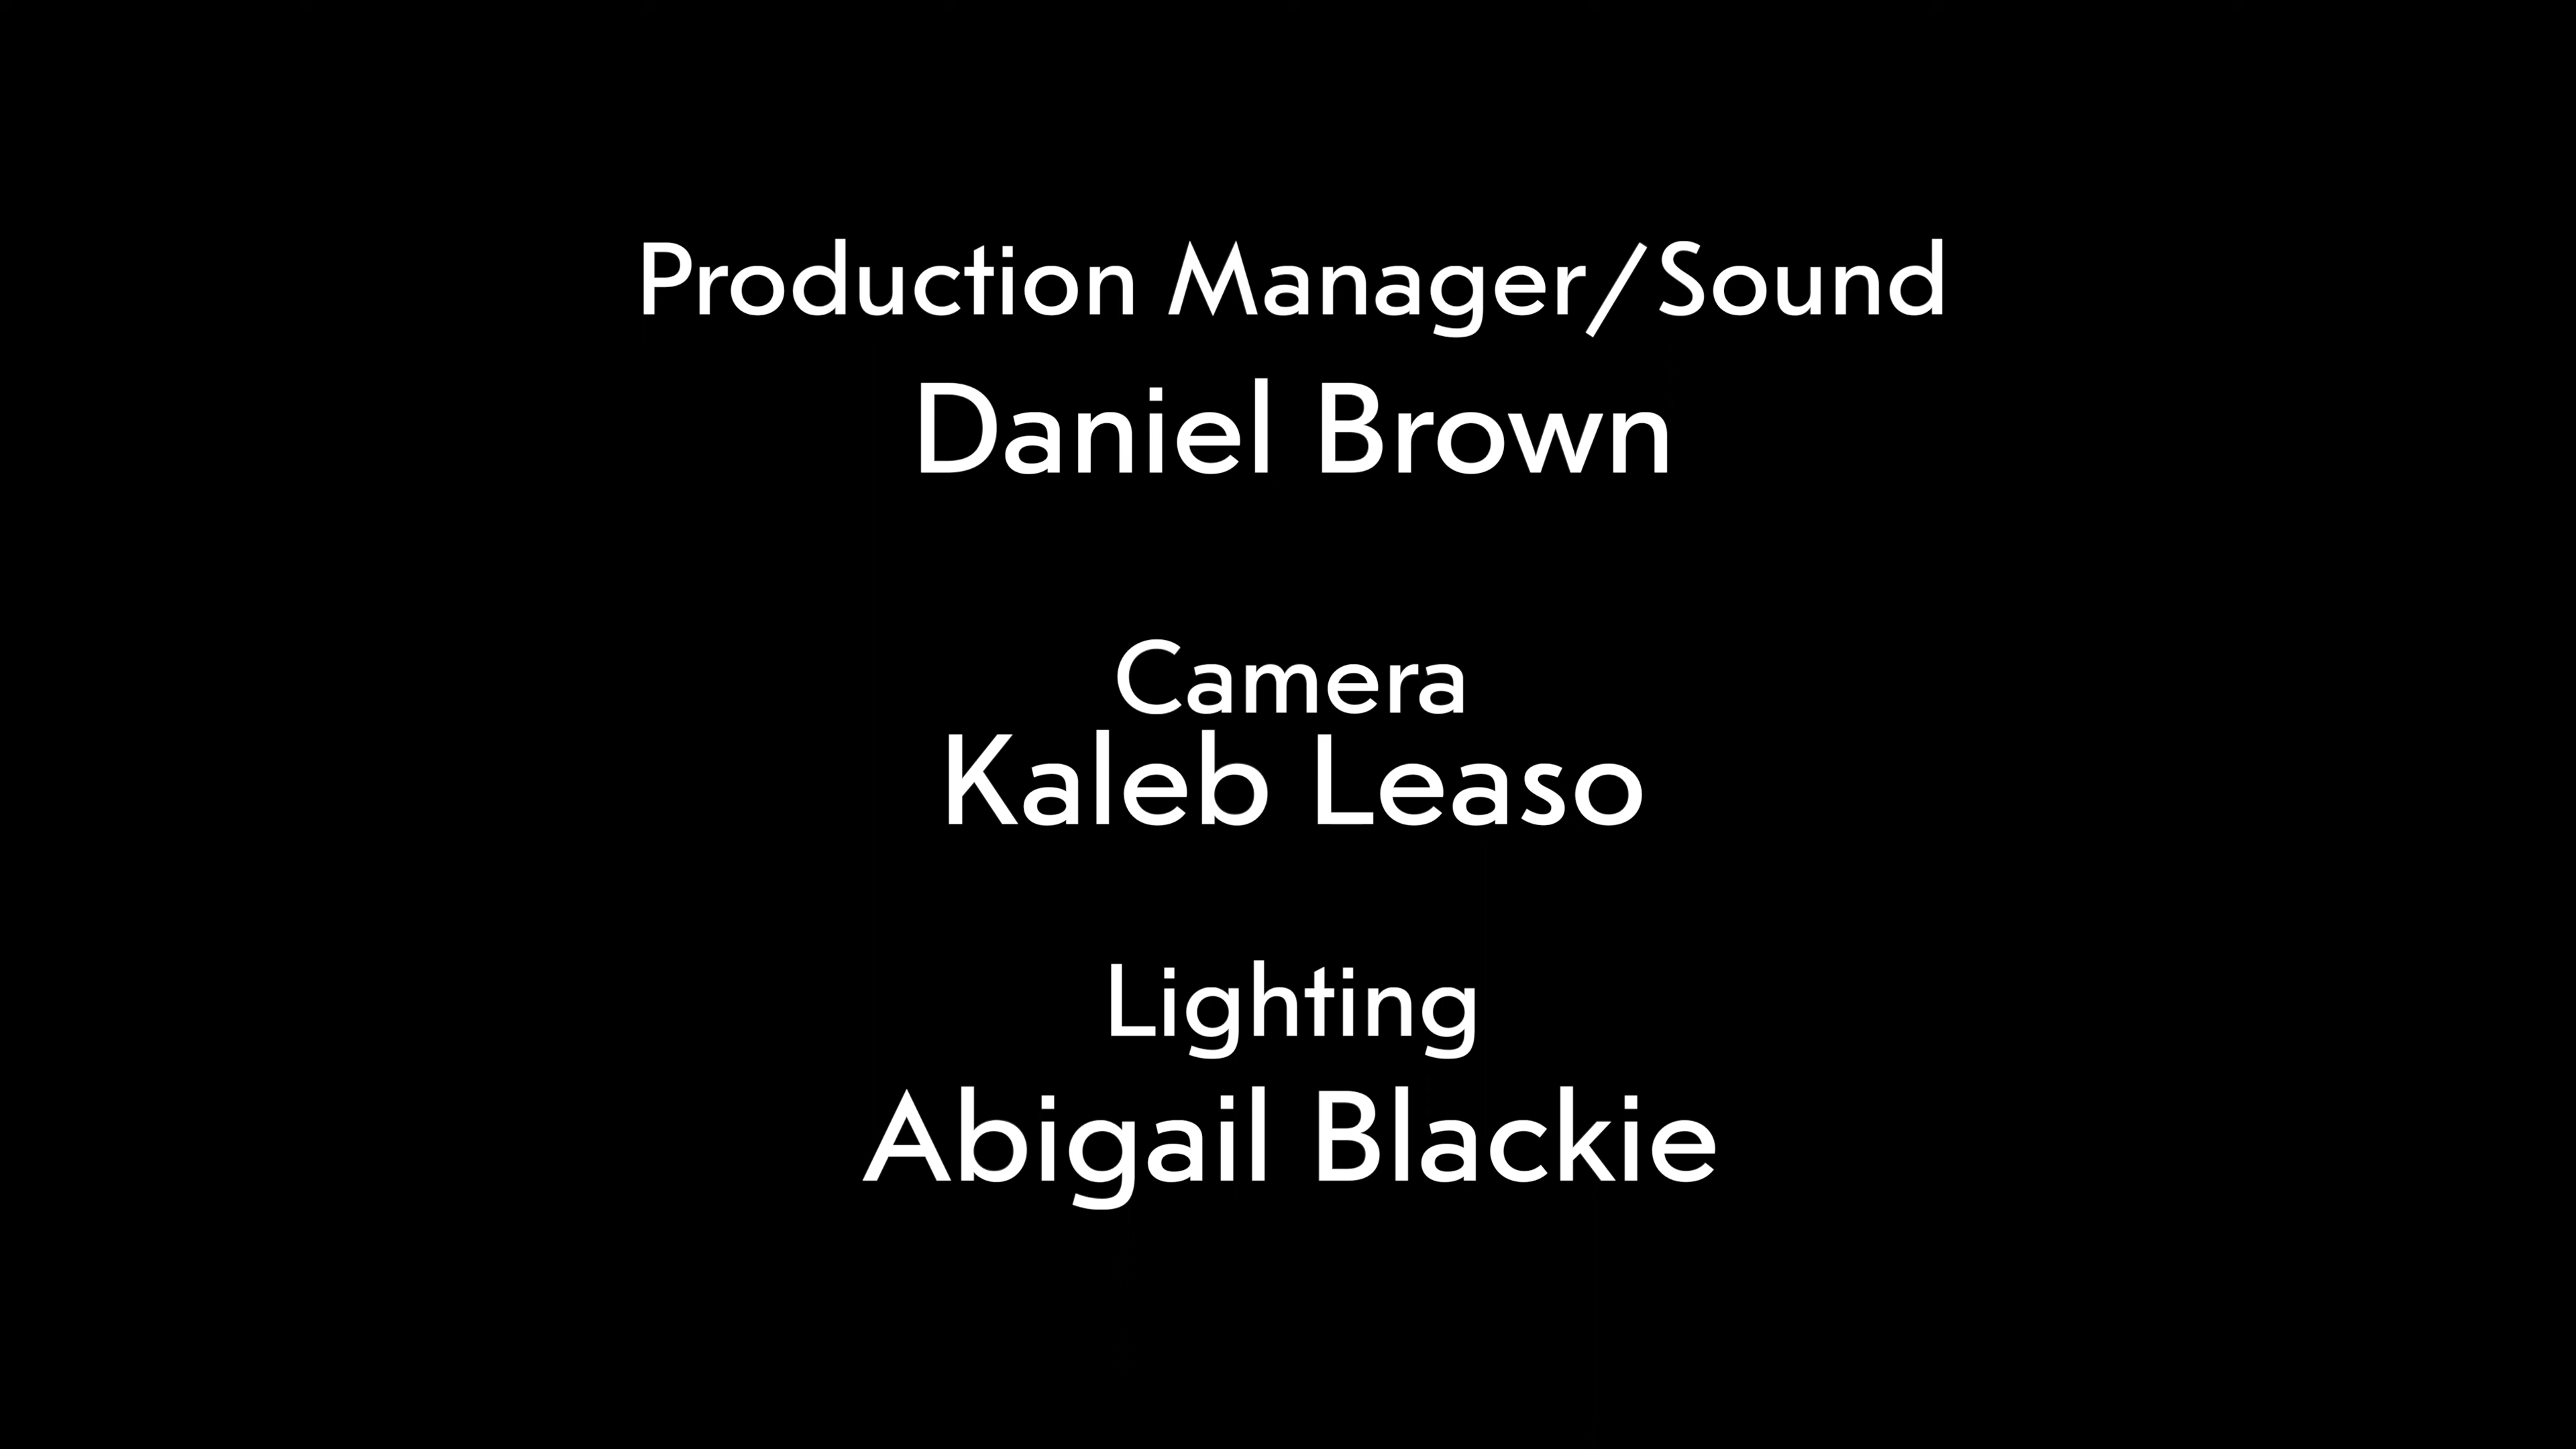 Production Manager/Sound
Daniel Brown
Camera
Kaleb Leaso
Lighting
Abigail Blackie